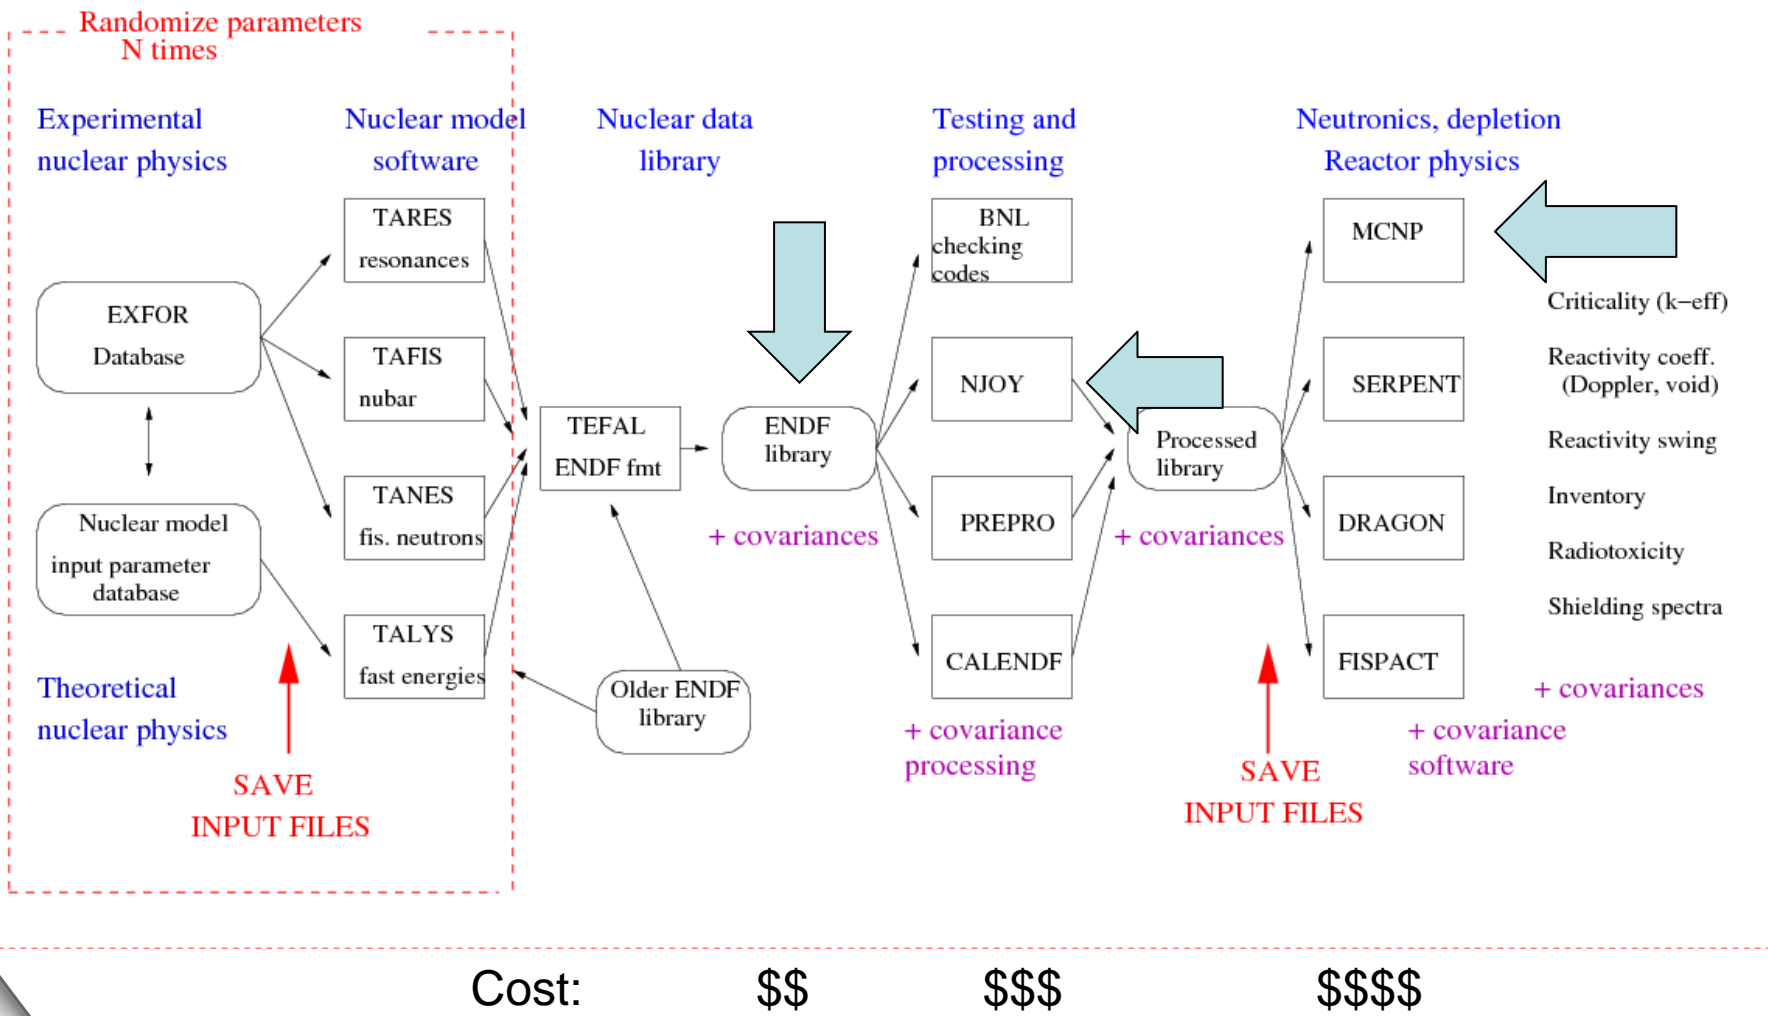 Randomize parameters
N times
Experimental
nuclear physics
Nuclear model
software
Nuclear data
library
Testing and
processing
Neutronics, depletion
Reactor physics
TARES
resonances
BNL
checking
codes
MCNP
EXFOR
Database
Criticality (k−eff)
TAFIS
nubar
NJOY
SERPENT
Reactivity coeff.
(Doppler, void)
TEFAL
ENDF fmt
ENDF
library
Processed
library
Reactivity swing
Nuclear model
input parameter
database
TANES
fis. neutrons
+ covariances
PREPRO
+ covariances
DRAGON
Inventory
Radiotoxicity
Shielding spectra
TALYS
fast energies
Older ENDF
library
CALENDF
FISPACT
Theoretical
nuclear physics
+ covariances
+ covariance
processing
+ covariance
software
SAVE
INPUT FILES
SAVE
INPUT FILES
Cost: $$ $$$ $$$$